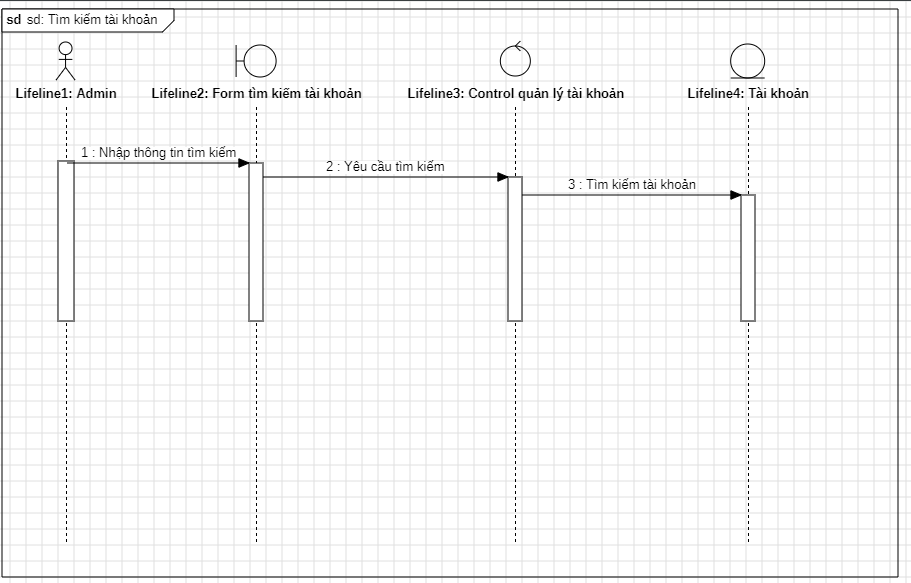 sd sd: Tìm kiếm tài khoản
Lifeline1: Admin
Lifeline2: Form tìm kiếm tài khoản
Lifeline3: Control quản lý tài khoản
Lifeline4: Tài khoản
1 : Nhập thông tin tìm kiếm
2 : Yêu cầu tìm kiếm
3 : Tìm kiếm tài khoản